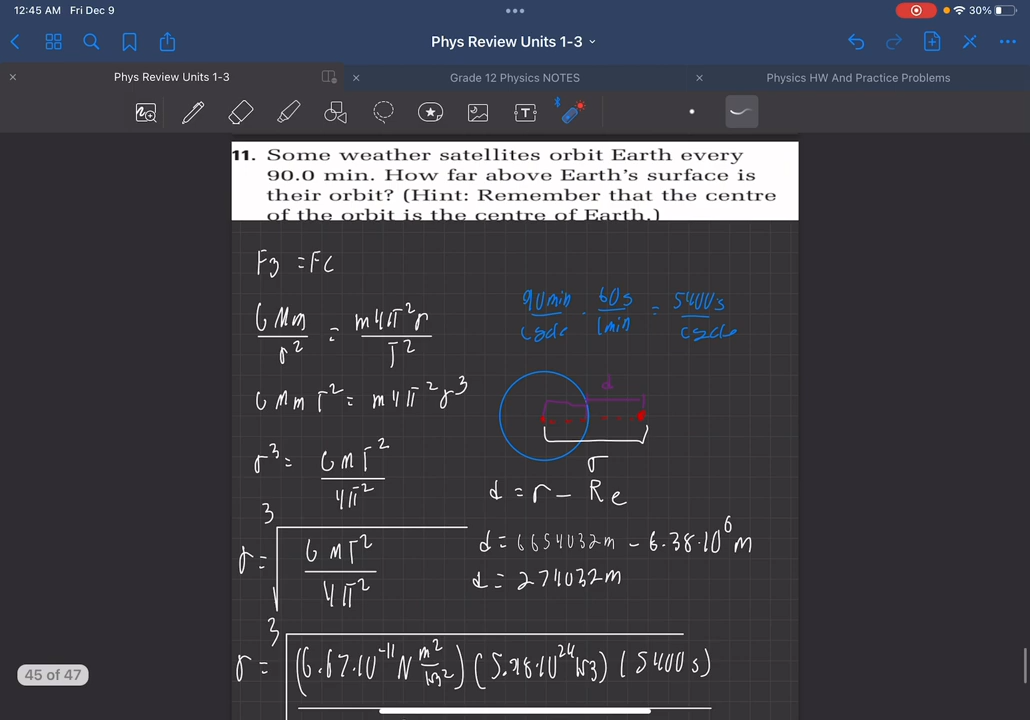 12:45 AM Fri Dec 9
30%
Phys Review Units 1-3
Phys Review Units 1-3
Grade 12 Physics NOTES
Physics HW And Practice Problems
11. Some weather satellites orbit Earth every
90.0 min. How far above Earth's surface is
their orbit? (Hint: Remember that the centre
of the orbit is the centre of Earth.)
Fg = Fc
GMm/r² = m4π²r/T²
90min/cycle · 60s/1min = 5400s/cycle
GMmT² = m4π²r³
d
r
r³ = GMT²/4π²
d = r - Re
r = ³√(GMT²/4π²)
d = 6654032m - 6.38·10⁶m
d = 274032m
r = ³√(6.67·10⁻¹¹ N m²/kg²)(5.98·10²⁴ kg)(5400s)
45 of 47